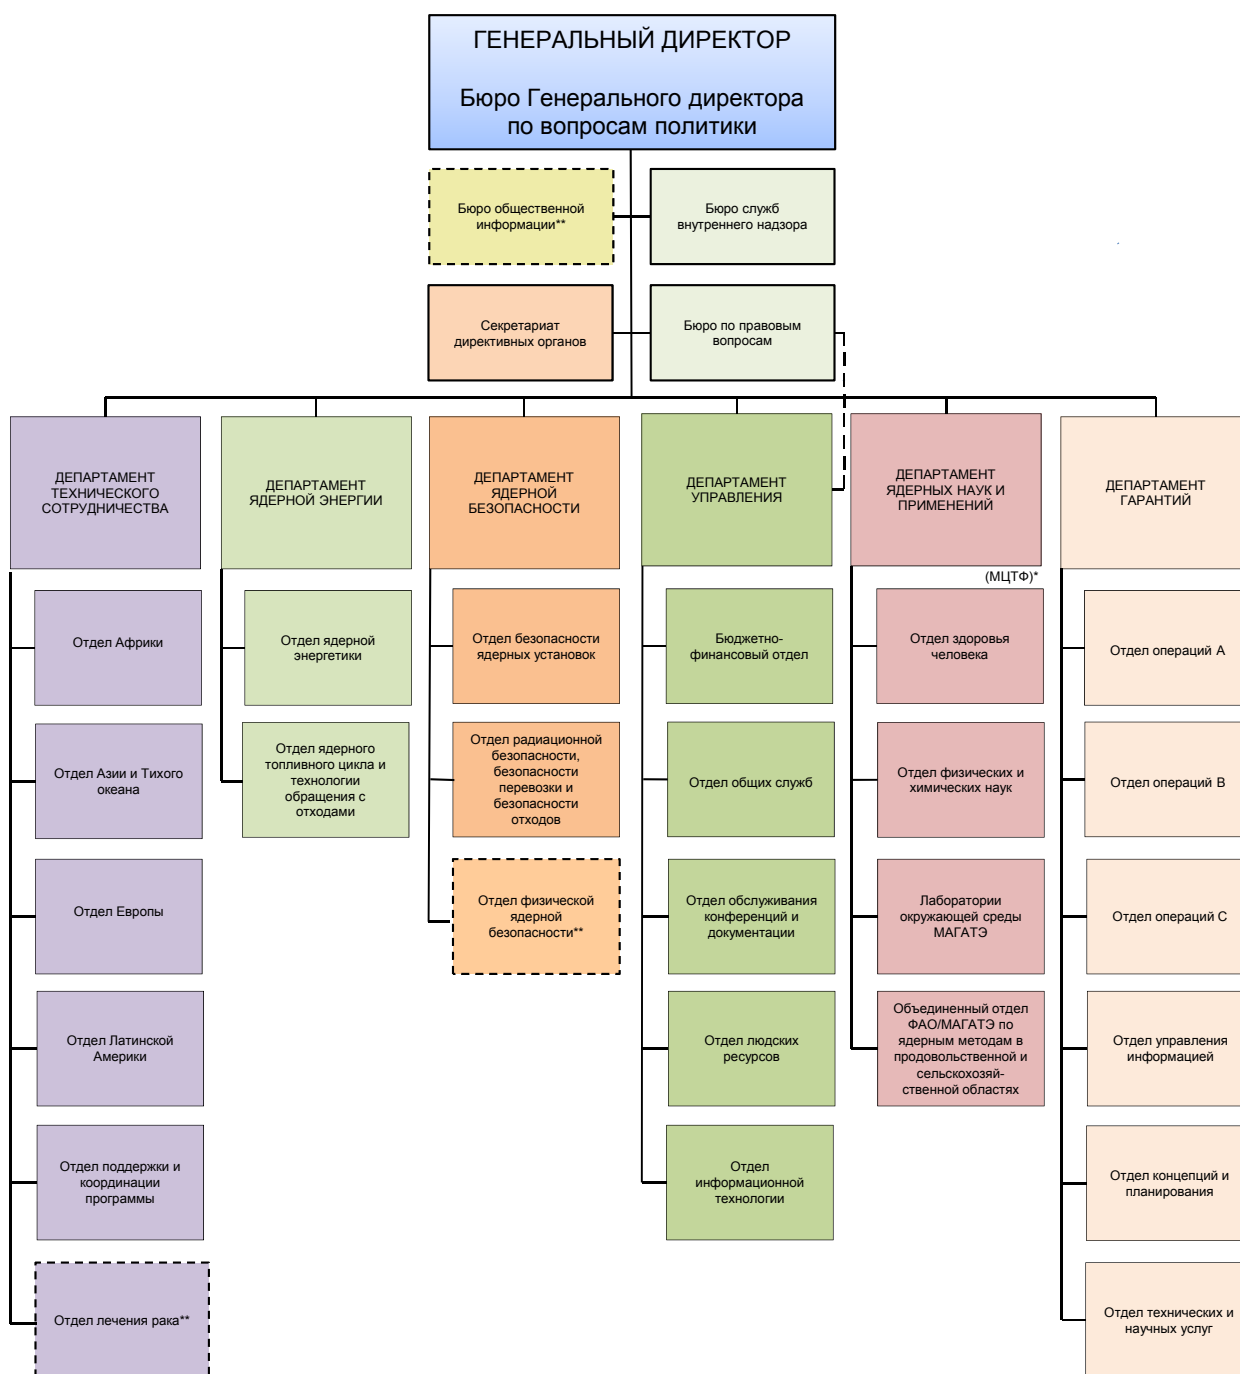 ГЕНЕРАЛЬНЫЙ ДИРЕКТОР
Бюро Генерального директора
по вопросам политики
Бюро общественной
информации**
Бюро служб
внутреннего надзора
Секретариат
директивных органов
Бюро по правовым
вопросам
ДЕПАРТАМЕНТ
ТЕХНИЧЕСКОГО
СОТРУДНИЧЕСТВА
ДЕПАРТАМЕНТ
ЯДЕРНОЙ ЭНЕРГИИ
ДЕПАРТАМЕНТ
ЯДЕРНОЙ
БЕЗОПАСНОСТИ
ДЕПАРТАМЕНТ
УПРАВЛЕНИЯ
ДЕПАРТАМЕНТ
ЯДЕРНЫХ НАУК И
ПРИМЕНЕНИЙ
ДЕПАРТАМЕНТ
ГАРАНТИЙ
(МЦТФ)*
Отдел Африки
Отдел ядерной
энергетики
Отдел безопасности
ядерных установок
Бюджетно-
финансовый отдел
Отдел здоровья
человека
Отдел операций А
Отдел Азии и Тихого
океана
Отдел ядерного
топливного цикла и
технологии
обращения с
отходами
Отдел радиационной
безопасности,
безопасности
перевозки и
безопасности
отходов
Отдел общих служб
Отдел физических и
химических наук
Отдел операций В
Отдел Европы
Отдел физической
ядерной
безопасности**
Отдел обслуживания
конференций и
документации
Лаборатории
окружающей среды
МАГАТЭ
Отдел операций С
Отдел Латинской
Америки
Отдел людских
ресурсов
Объединенный отдел
ФАО/МАГАТЭ по
ядерным методам в
продовольственной и
сельскохозяй-
ственной областях
Отдел управления
информацией
Отдел поддержки и
координации
программы
Отдел
информационной
технологии
Отдел концепций и
планирования
Отдел лечения рака**
Отдел технических и
научных услуг